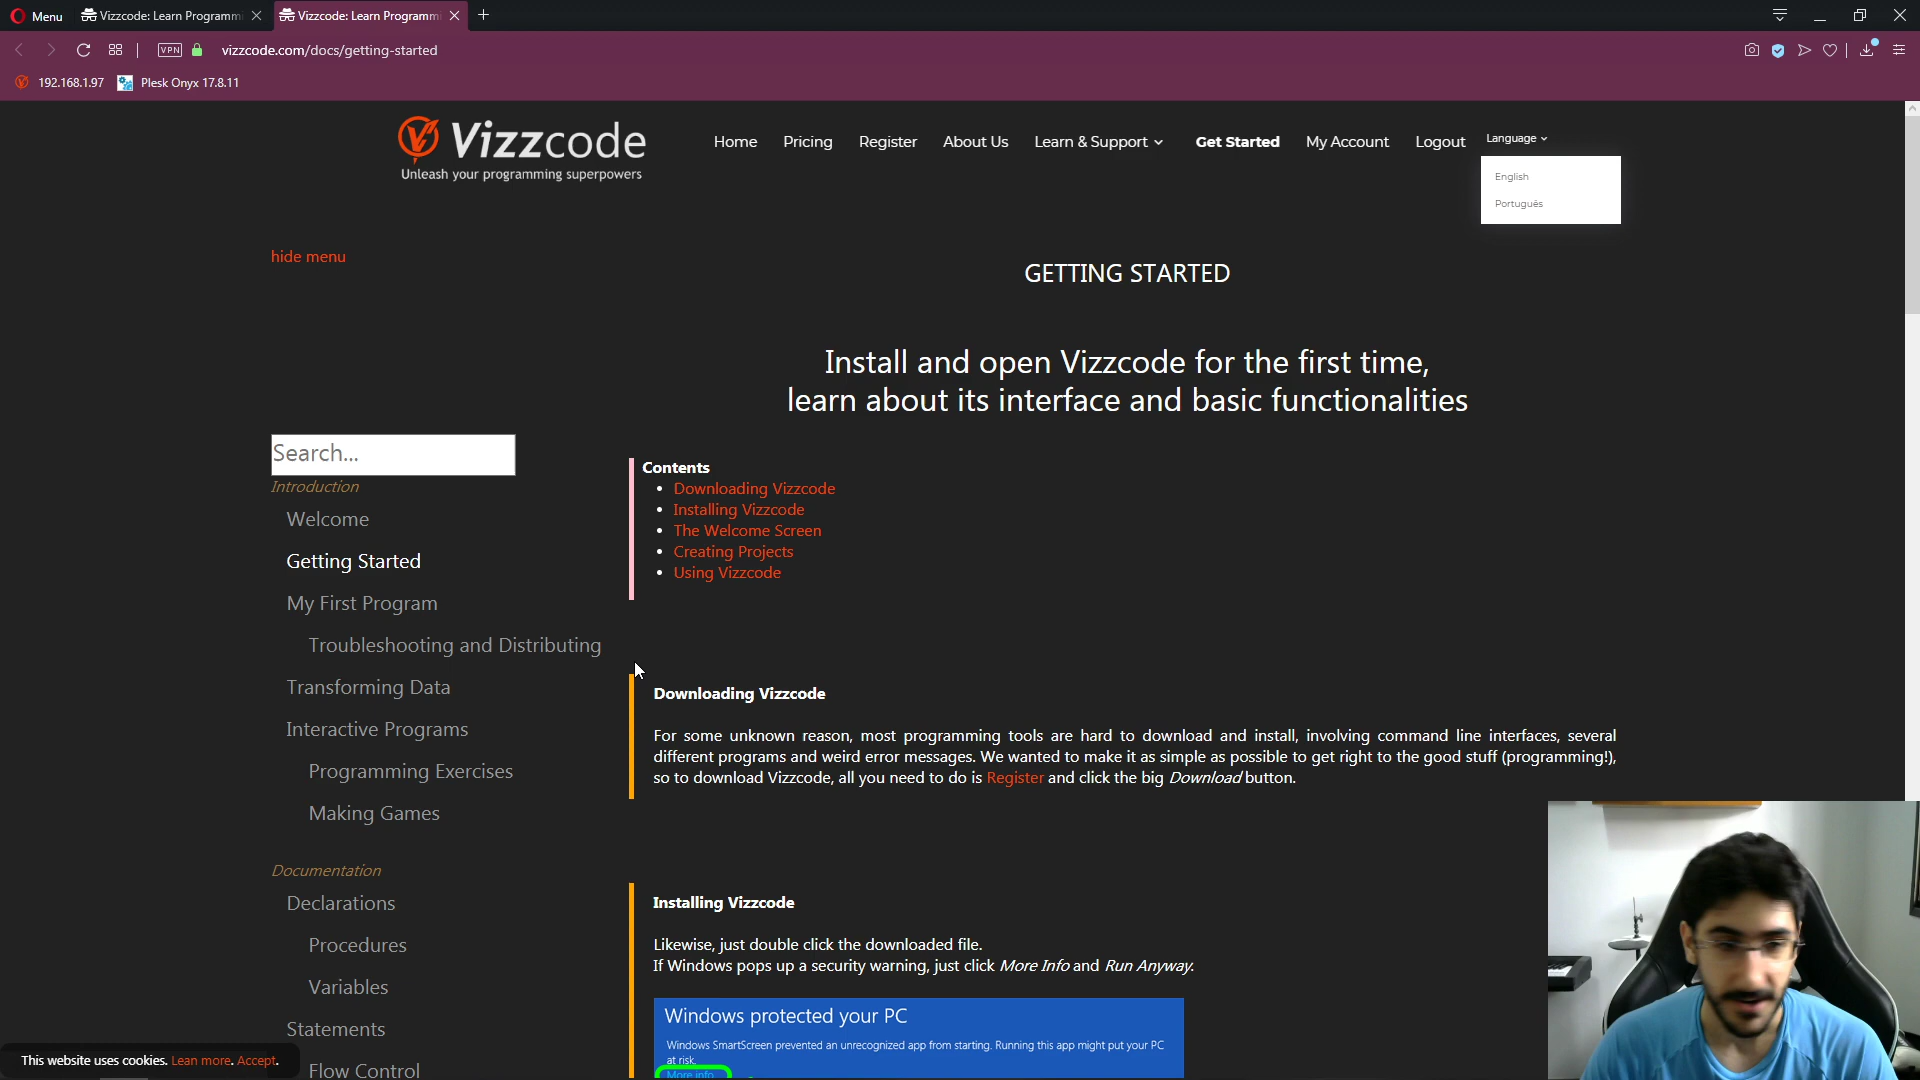 Menu
Vizzcode: Learn Programmi
Vizzcode: Learn Programmi
VPN
vizzcode.com/docs/getting-started
192.168.1.97
Plesk Onyx 17.8.11
Vizzcode
Unleash your programming superpowers
Home Pricing Register About Us Learn & Support Get Started My Account Logout Language
English
Português
hide menu
GETTING STARTED
Install and open Vizzcode for the first time,
learn about its interface and basic functionalities
Search...
Introduction
Welcome
Getting Started
My First Program
Troubleshooting and Distributing
Transforming Data
Interactive Programs
Programming Exercises
Making Games
Documentation
Declarations
Procedures
Variables
Statements
Flow Control
Contents
• Downloading Vizzcode
• Installing Vizzcode
• The Welcome Screen
• Creating Projects
• Using Vizzcode
Downloading Vizzcode
For some unknown reason, most programming tools are hard to download and install, involving command line interfaces, several
different programs and weird error messages. We wanted to make it as simple as possible to get right to the good stuff (programming!),
so to download Vizzcode, all you need to do is Register and click the big Download button.
Installing Vizzcode
Likewise, just double click the downloaded file.
If Windows pops up a security warning, just click More Info and Run Anyway.
Windows protected your PC
Windows SmartScreen prevented an unrecognized app from starting. Running this app might put your PC
at risk.
More info
This website uses cookies. Lean more. Accept.